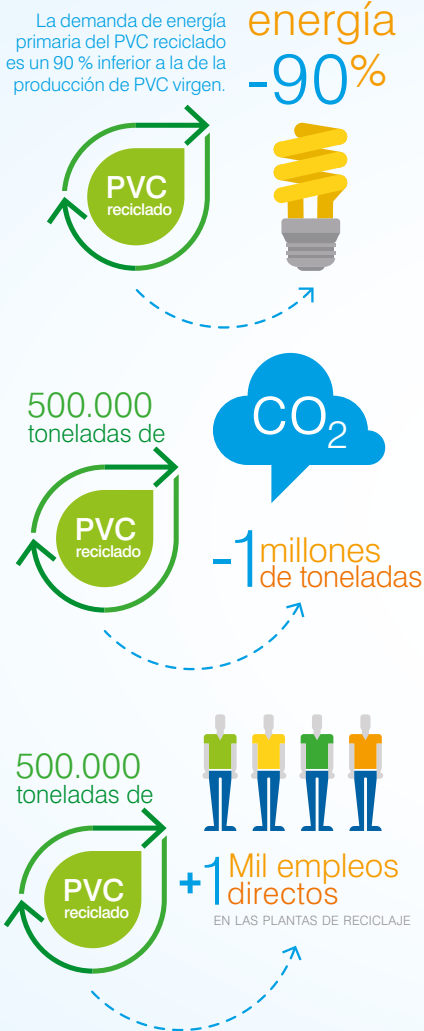 La demanda de energía
primaria del PVC reciclado
es un 90 % inferior a la de la
producción de PVC virgen.
energía
-90%
PVC
reciclado
500.000
toneladas de
PVC
reciclado
CO₂
-1 millones
de toneladas
500.000
toneladas de
PVC
reciclado
+1 Mil empleos
directos
EN LAS PLANTAS DE RECICLAJE